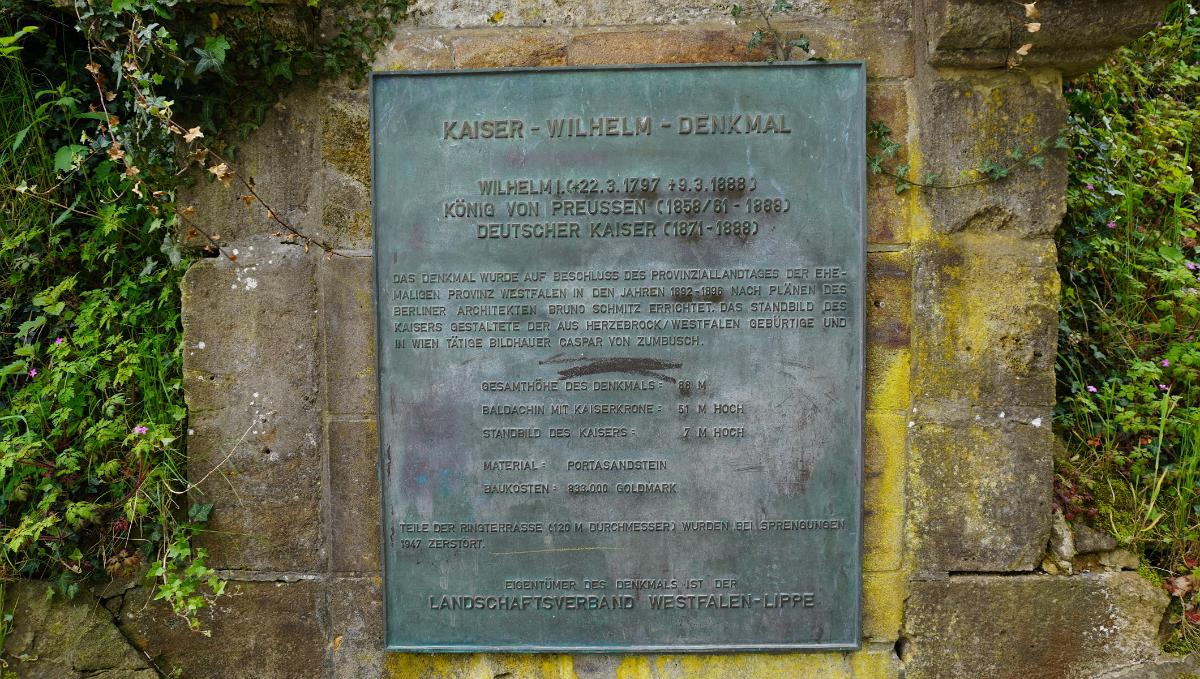 KAISER - WILHELM - DENKMAL
WILHELM I. (*22.3.1797 +9.3.1888)
KÖNIG VON PREUSSEN (1858/61 - 1888)
DEUTSCHER KAISER (1871 - 1888)
DAS DENKMAL WURDE AUF BESCHLUSS DES PROVINZIALLANDTAGES DER EHE-
MALIGEN PROVINZ WESTFALEN IN DEN JAHREN 1892 - 1896 NACH PLÄNEN DES
BERLINER ARCHITEKTEN BRUNO SCHMITZ ERRICHTET. DAS STANDBILD DES
KAISERS GESTALTETE DER AUS HERZEBROCK/WESTFALEN GEBÜRTIGE UND
IN WIEN TÄTIGE BILDHAUER CASPAR VON ZUMBUSCH.
GESAMTHÖHE DES DENKMALS = 88 M
BALDACHIN MIT KAISERKRONE = 51 M HOCH
STANDBILD DES KAISERS = 7 M HOCH
MATERIAL = PORTASANDSTEIN
BAUKOSTEN = 833.000 GOLDMARK
TEILE DER RINGTERRASSE (120 M DURCHMESSER) WURDEN BEI SPRENGUNGEN
1947 ZERSTÖRT.
EIGENTÜMER DES DENKMALS IST DER
LANDSCHAFTSVERBAND WESTFALEN-LIPPE